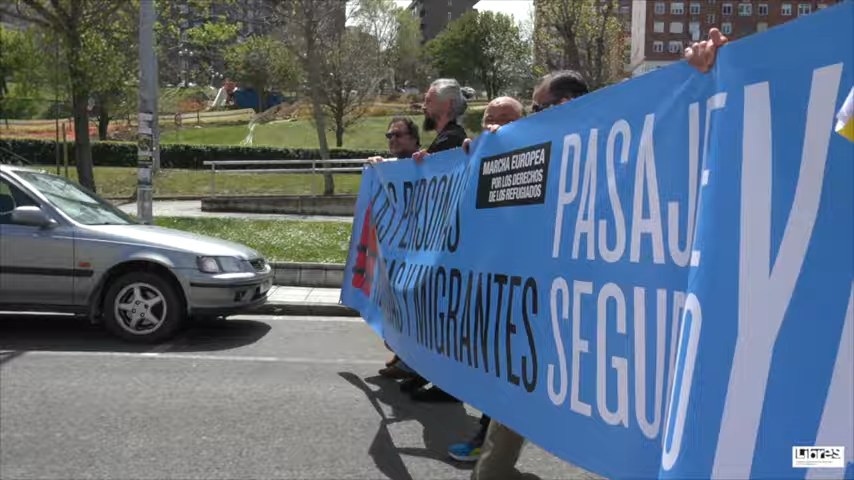 PERSONAS
Y MIGRANTES
MARCHA EUROPEA
POR LOS DERECHOS
DE LOS REFUGIADOS
PASAJE
SEGURO
Y
LIBRES